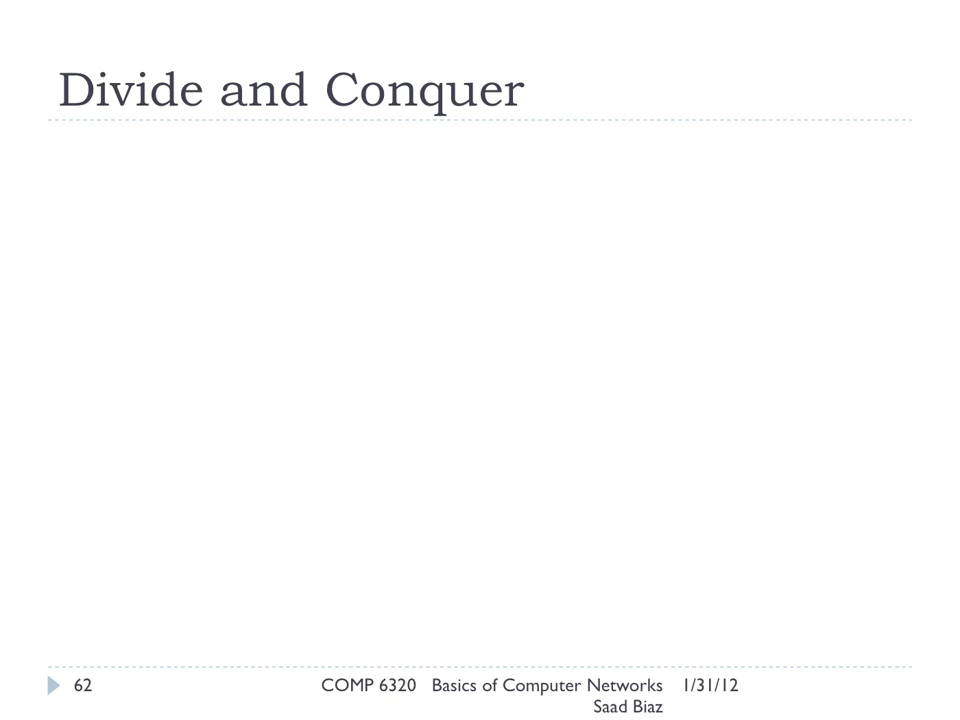 Divide and Conquer
62
COMP 6320 Basics of Computer Networks 1/31/12
Saad Biaz